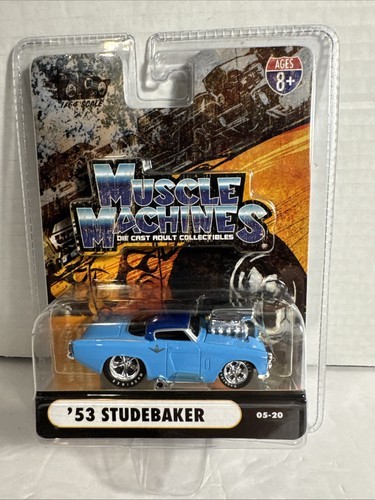 AGES
8+
1/64 SCALE
MUSCLE
MACHINES
DIE CAST ADULT COLLECTIBLES
'53 STUDEBAKER
05-20